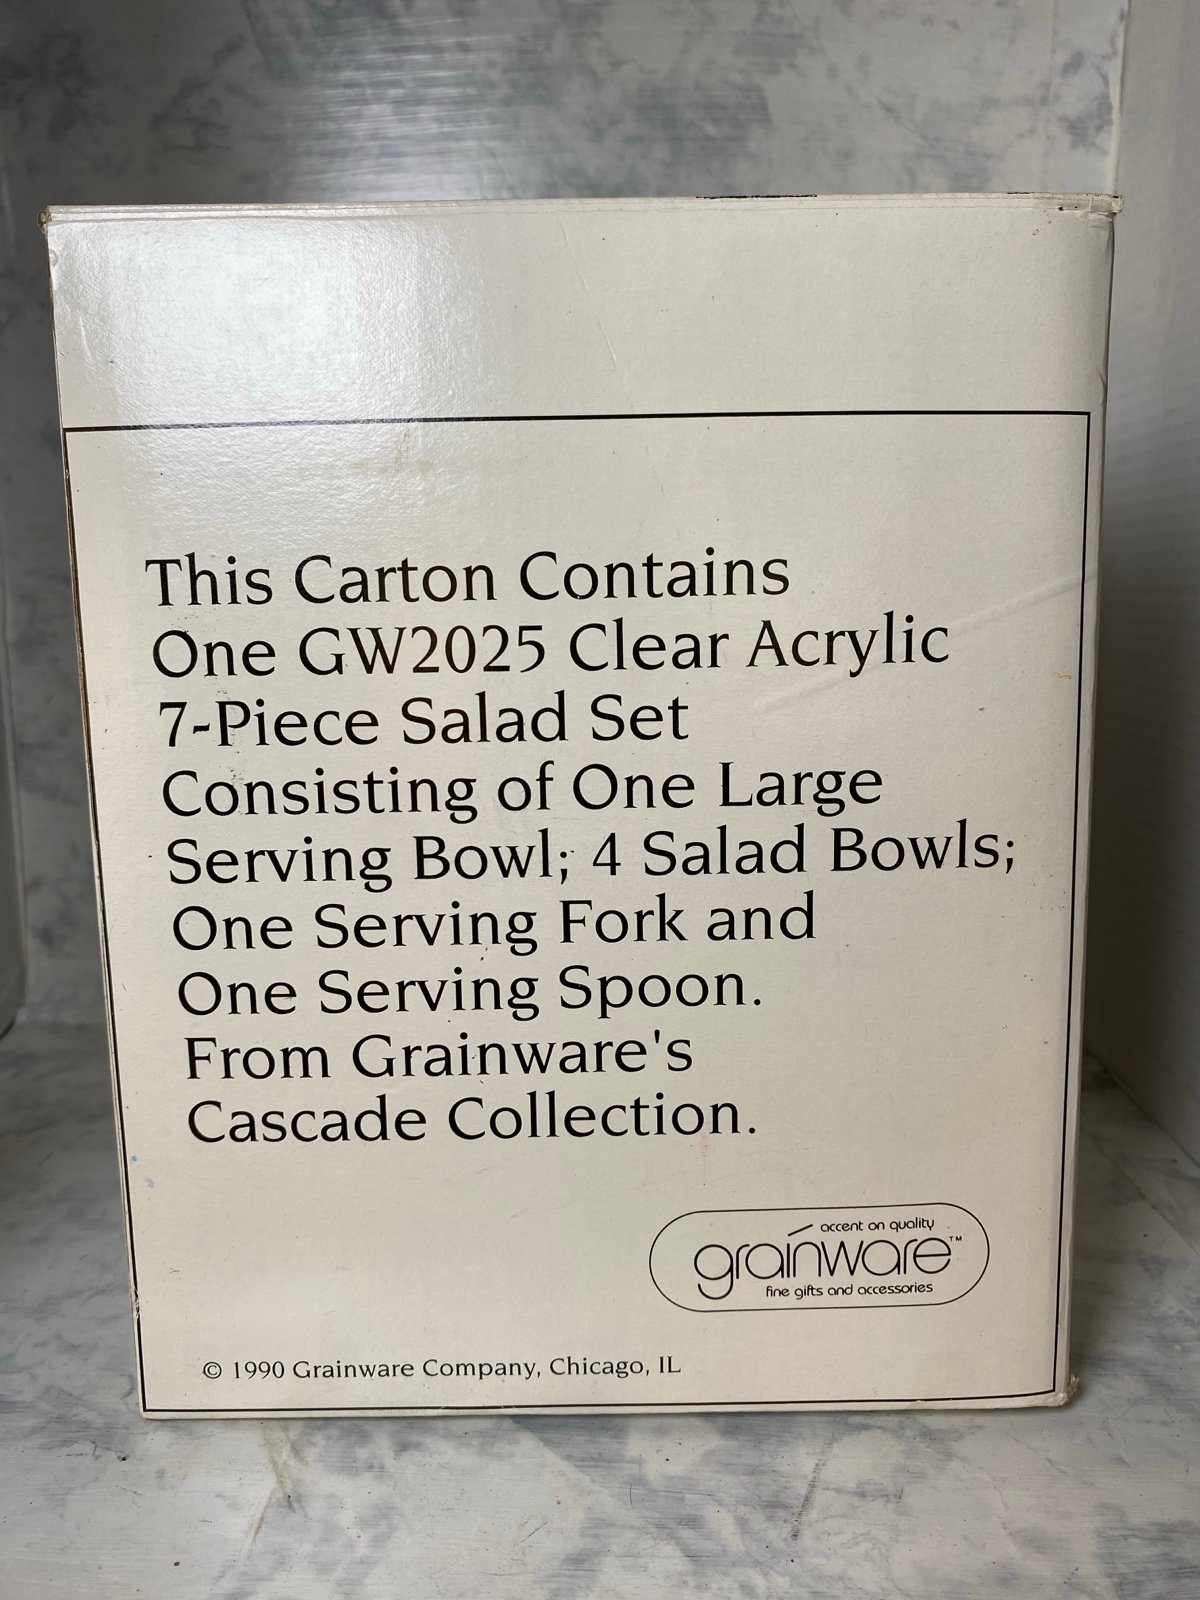 This Carton Contains
One GW2025 Clear Acrylic
7-Piece Salad Set
Consisting of One Large
Serving Bowl; 4 Salad Bowls;
One Serving Fork and
One Serving Spoon.
From Grainware's
Cascade Collection.
accent on quality
grainware™
fine gifts and accessories
© 1990 Grainware Company, Chicago, IL